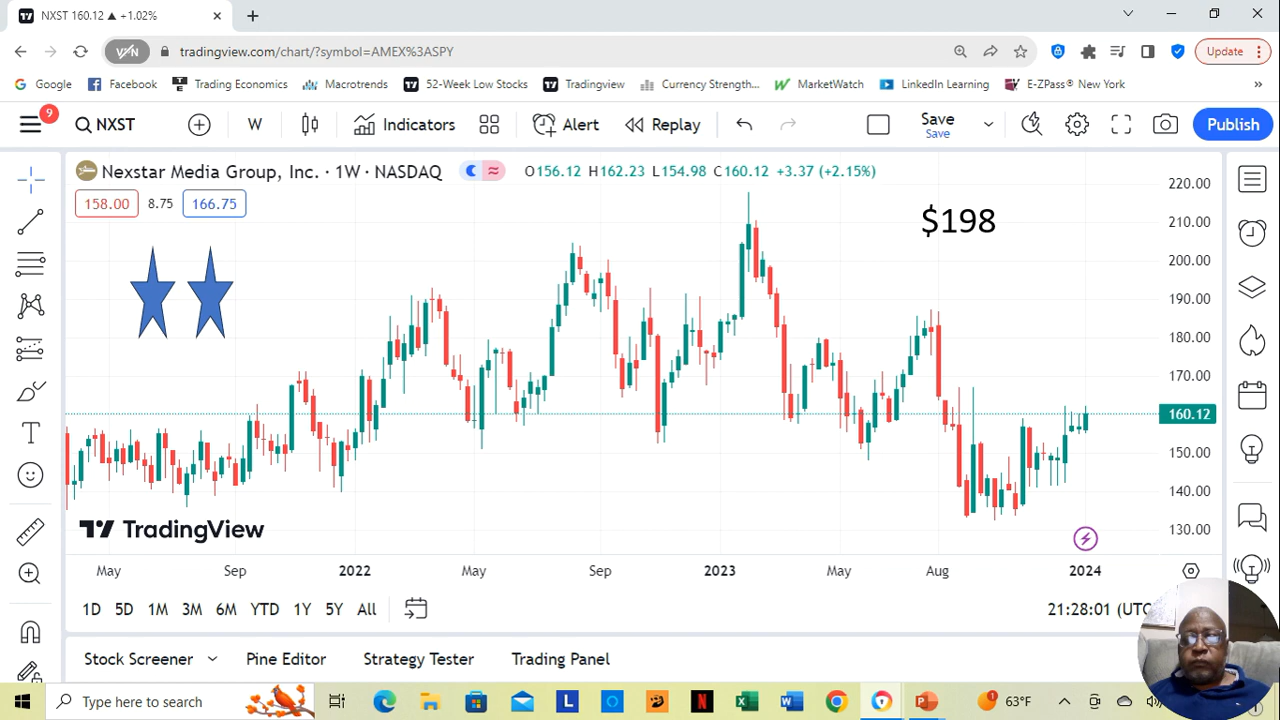 NXST 160.12 ▲ +1.02%
tradingview.com/chart/?symbol=AMEX%3ASPY
Update
Google Facebook Trading Economics Macrotrends 52-Week Low Stocks Tradingview Currency Strength... MarketWatch LinkedIn Learning E-ZPass® New York »
9
NXST W Indicators Alert Replay Save Publish
Save
Nexstar Media Group, Inc. · 1W · NASDAQ O156.12 H162.23 L154.98 C160.12 +3.37 (+2.15%)
158.00 8.75 166.75
$198
220.00
210.00
200.00
190.00
180.00
170.00
160.12
150.00
140.00
130.00
TradingView
May Sep 2022 May Sep 2023 May Aug 2024
1D 5D 1M 3M 6M YTD 1Y 5Y All 21:28:01 (UTC
Stock Screener Pine Editor Strategy Tester Trading Panel
Type here to search 63°F